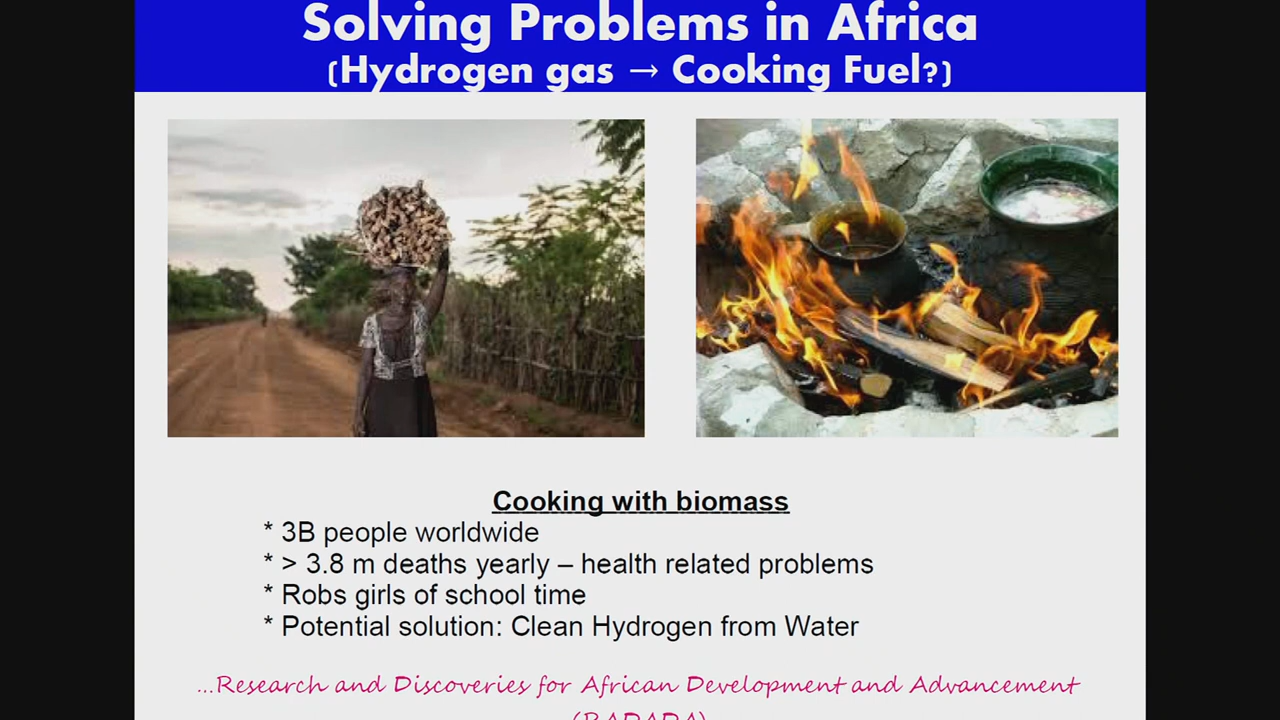 Solving Problems in Africa
(Hydrogen gas → Cooking Fuel?)
Cooking with biomass
* 3B people worldwide
* > 3.8 m deaths yearly – health related problems
* Robs girls of school time
* Potential solution: Clean Hydrogen from Water
...Research and Discoveries for African Development and Advancement